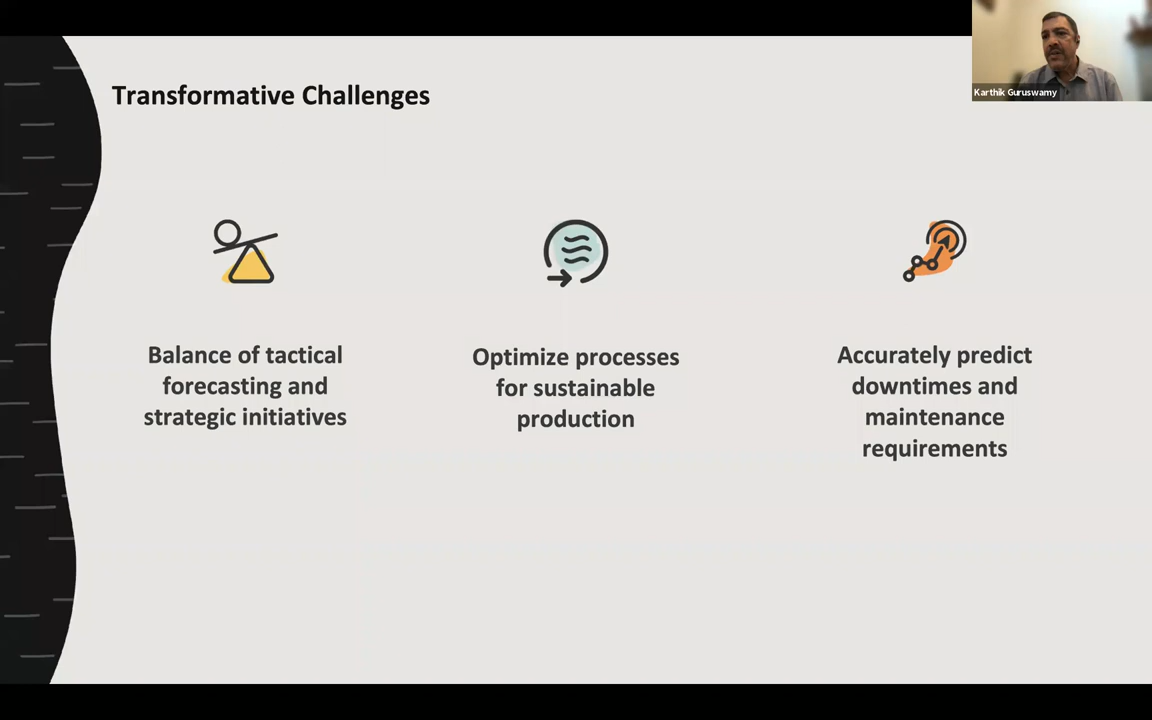 Transformative Challenges
Karthik Guruswamy
Balance of tactical
forecasting and
strategic initiatives
Optimize processes
for sustainable
production
Accurately predict
downtimes and
maintenance
requirements